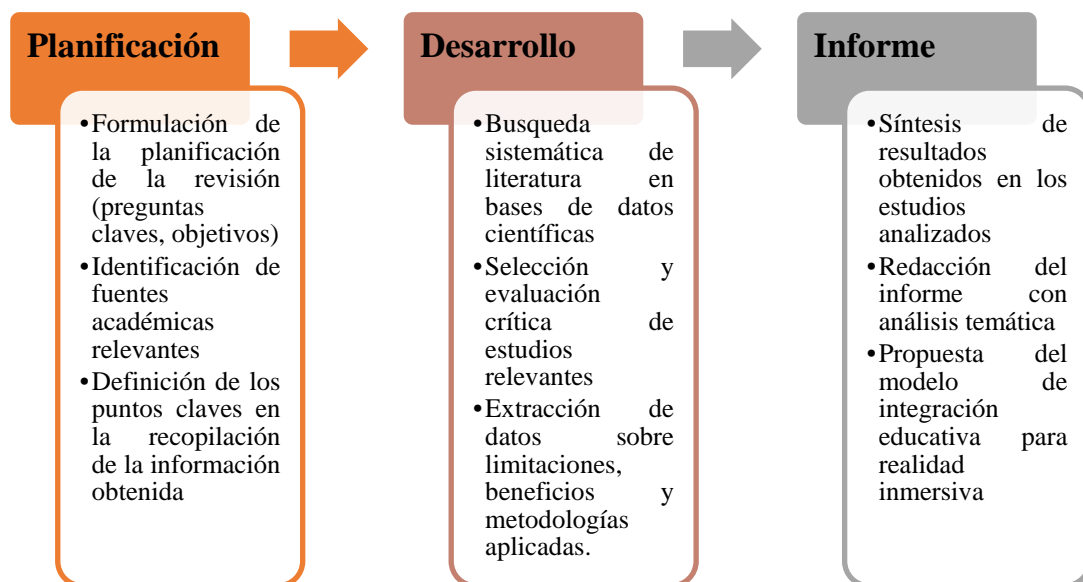 Planificación
•Formulación de
la planificación
de la revisión
(preguntas
claves, objetivos)
•Identificación de
fuentes
académicas
relevantes
•Definición de los
puntos claves en
la recopilación
de la información
obtenida
Desarrollo
•Busqueda
sistemática de
literatura en
bases de datos
científicas
•Selección y
evaluación
crítica de
estudios
relevantes
•Extracción de
datos sobre
limitaciones,
beneficios y
metodologías
aplicadas.
Informe
•Síntesis de
resultados
obtenidos en los
estudios
analizados
•Redacción del
informe con
análisis temática
•Propuesta del
modelo de
integración
educativa para
realidad
inmersiva